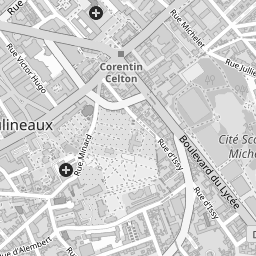 Rue
Rue Michelet
Rue Victor Hugo
Corentin
Celton
Rue Jullie
ulineaux
Rue Minard
Rue d'Issy
Boulevard du Lycée
Cité Sco
Miche
Rue d'Issy
e d'Alembert
D